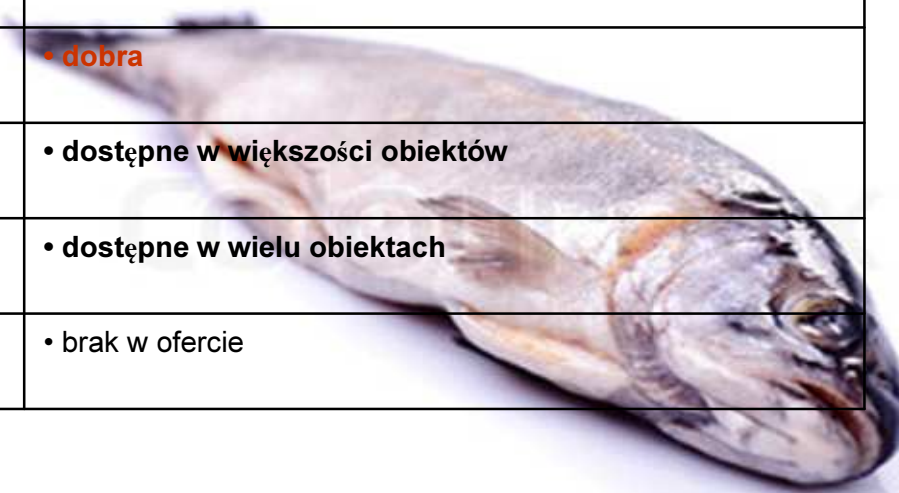 • dobra
• dostępne w większości obiektów
• dostępne w wielu obiektach
• brak w ofercie